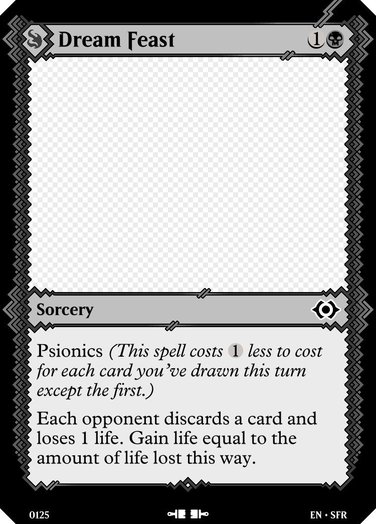 Dream Feast 1
Sorcery
Psionics (This spell costs 1 less to cost
for each card you've drawn this turn
except the first.)
Each opponent discards a card and
loses 1 life. Gain life equal to the
amount of life lost this way.
0125
EN • SFR